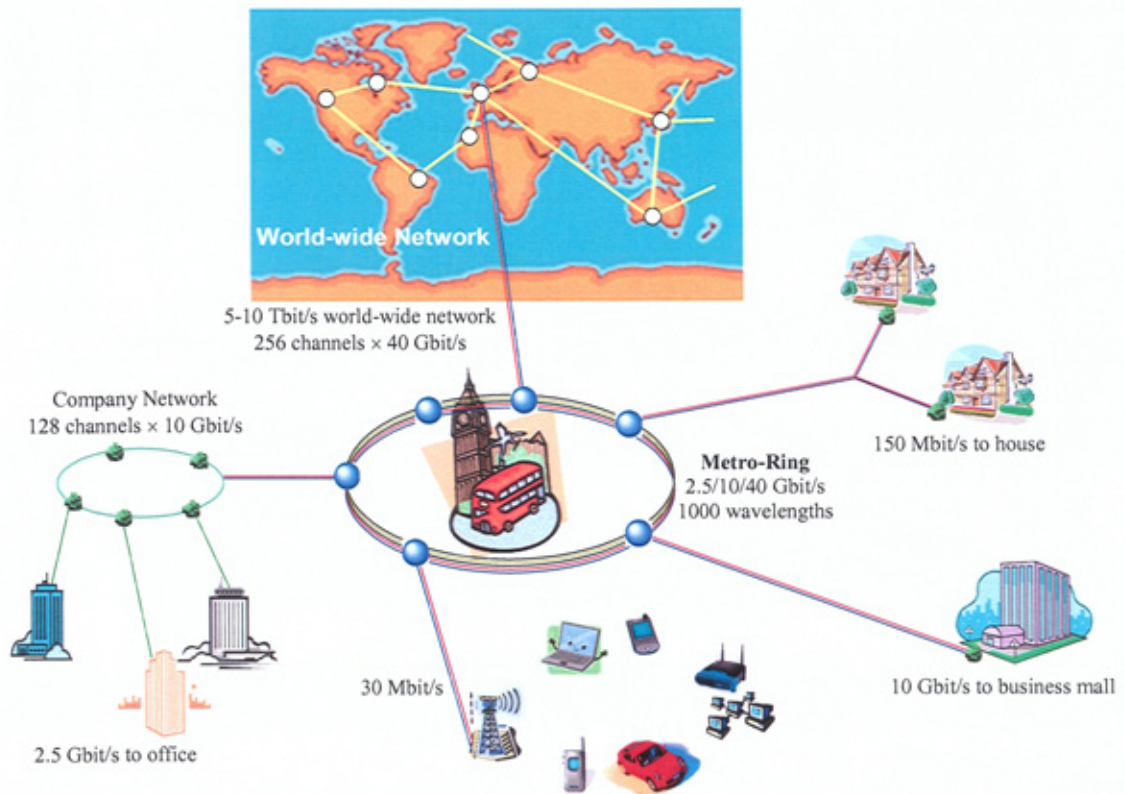 World-wide Network
5-10 Tbit/s world-wide network
256 channels × 40 Gbit/s
Company Network
128 channels × 10 Gbit/s
150 Mbit/s to house
Metro-Ring
2.5/10/40 Gbit/s
1000 wavelengths
30 Mbit/s
10 Gbit/s to business mall
2.5 Gbit/s to office